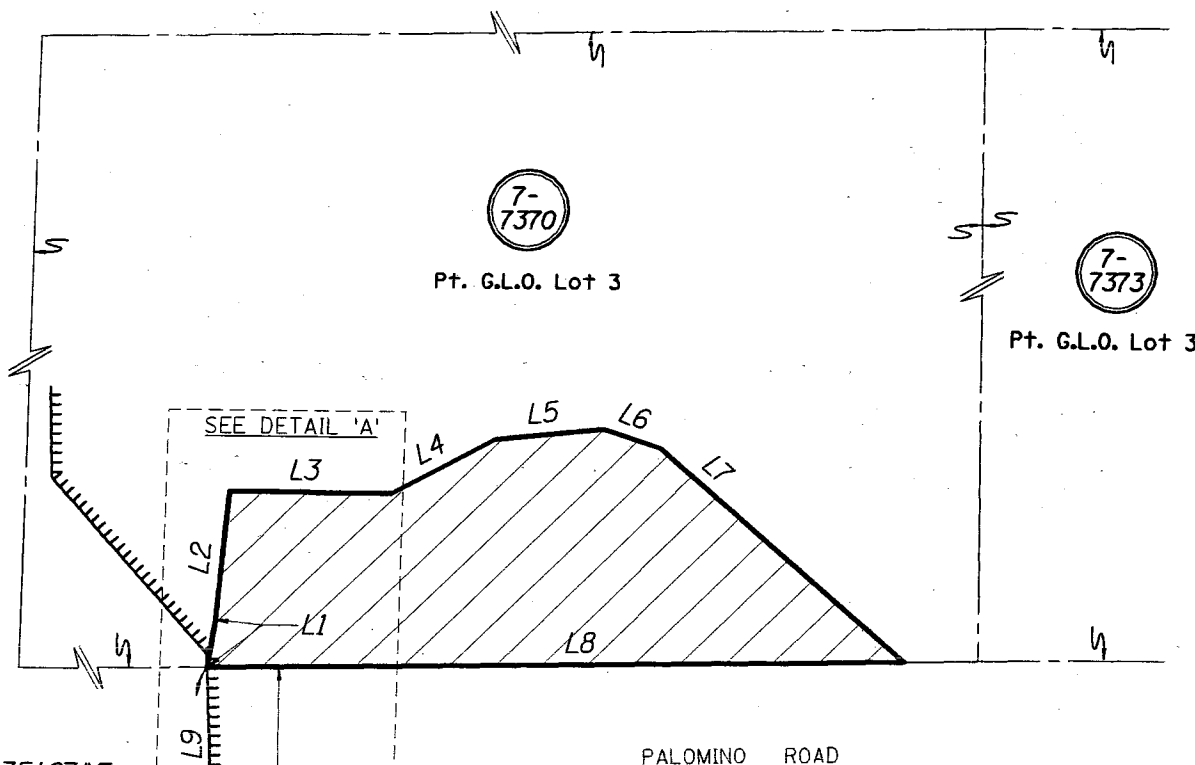 7-
7370
Pt. G.L.O. Lot 3
7-
7373
Pt. G.L.O. Lot 3
SEE DETAIL 'A'
L5
L6
L4
L3
L7
L2
L1
L8
L9
PALOMINO ROAD